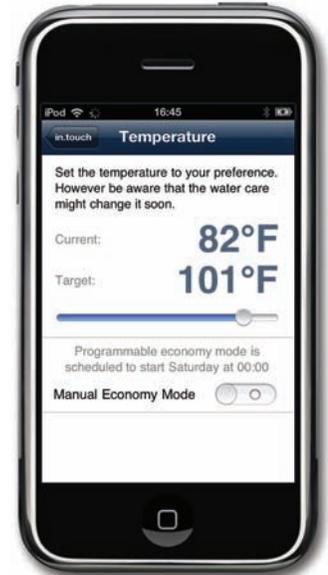 iPod 16:45
in.touch Temperature
Set the temperature to your preference.
However be aware that the water care
might change it soon.
Current: 82°F
Target: 101°F
Programmable economy mode is
scheduled to start Saturday at 00:00
Manual Economy Mode